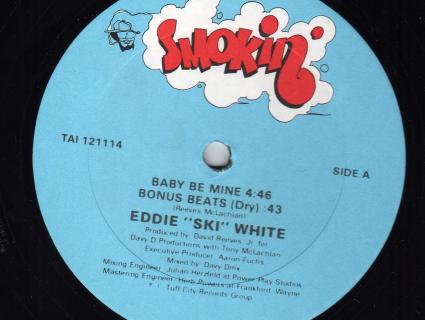 SMOKIN'
TAI 121114
SIDE A
BABY BE MINE 4:46
BONUS BEATS (Dry) :43
(Reeves McLachlan)
EDDIE "SKI" WHITE
Produced by David Reeves Jr. for
Davy D Productions with Tony McLachlan
Executive Producer Aaron Fuchs
Mixed by Davy Dmx
Mixing Engineer Julian Herzfeld at Power Play Studios
Mastering Engineer Herb Powers at Frankford Wayne
* c Tuff City Records Group